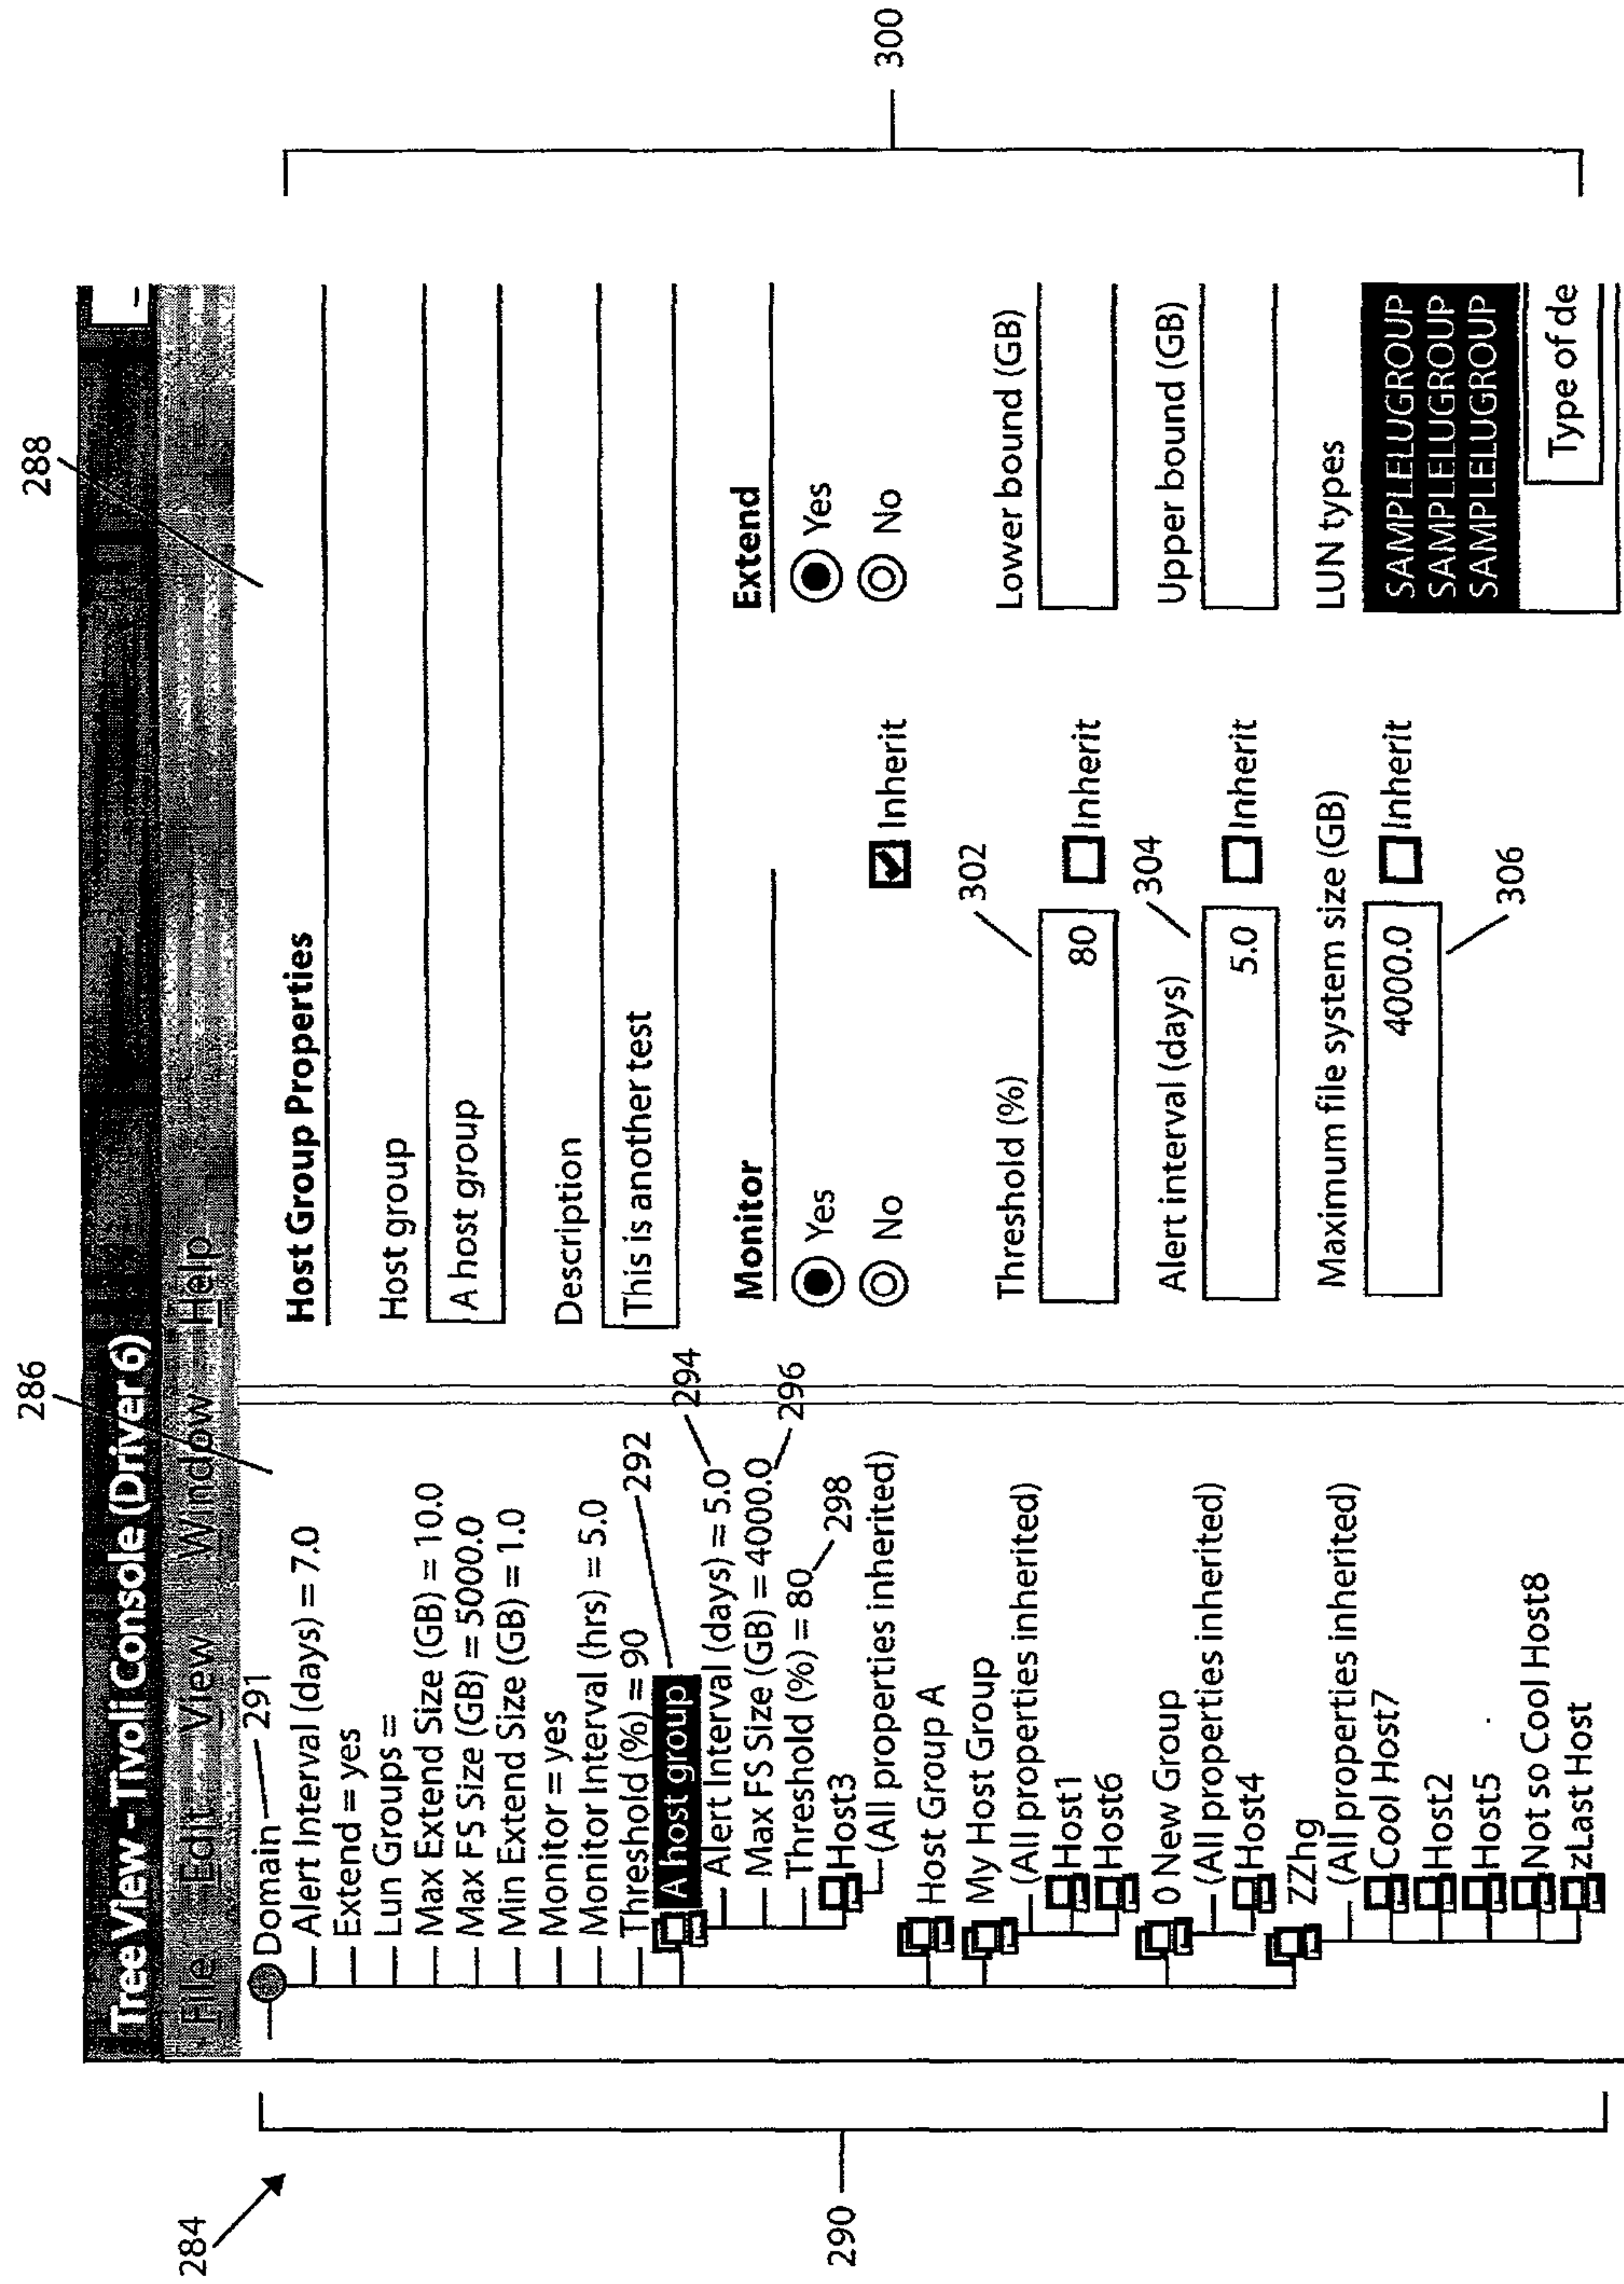 284
286
288
Tree View - Tivoli Console (Driver 6)
File Edit View Window Help
290
Domain 291
Alert Interval (days) = 7.0
Extend = yes
Lun Groups =
Max Extend Size (GB) = 10.0
Max FS Size (GB) = 5000.0
Min Extend Size (GB) = 1.0
Monitor = yes
Monitor Interval (hrs) = 5.0
Threshold (%) = 90
A host group 292
Alert Interval (days) = 5.0 294
Max FS Size (GB) = 4000.0 296
Threshold (%) = 80 298
Host3
(All properties inherited)
Host Group A
My Host Group
(All properties inherited)
Host1
Host6
0 New Group
(All properties inherited)
Host4
ZZhg
(All properties inherited)
Cool Host7
Host2
Host5
Not so Cool Host8
zLast Host
Host Group Properties
Host group
A host group
Description
This is another test
Monitor
Yes
No
Inherit
302
Threshold (%)
80 Inherit
304
Alert interval (days)
5.0 Inherit
Maximum file system size (GB)
4000.0 Inherit
306
Extend
Yes
No
Lower bound (GB)
Upper bound (GB)
LUN types
SAMPLELUGROUP
SAMPLELUGROUP
SAMPLELUGROUP
Type of de
300